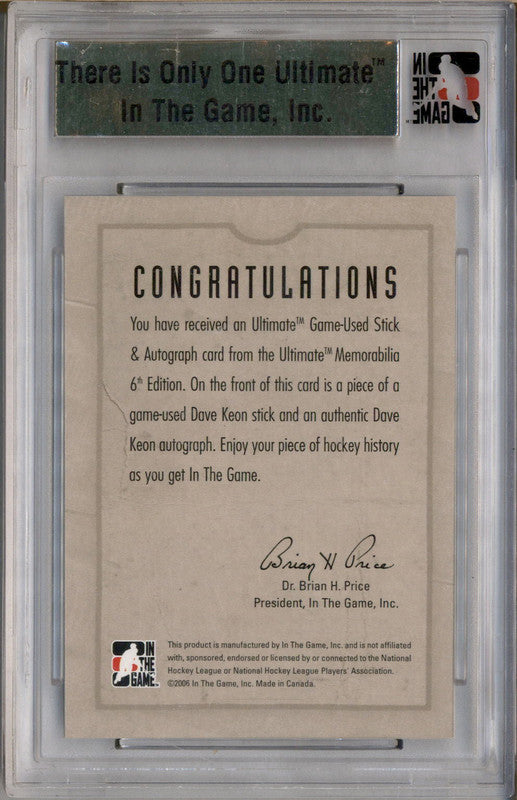 There Is Only One Ultimate™
In The Game, Inc.
IN
THE
GAME
CONGRATULATIONS
You have received an Ultimate™ Game-Used Stick
& Autograph card from the Ultimate™ Memorabilia
6th Edition. On the front of this card is a piece of a
game-used Dave Keon stick and an authentic Dave
Keon autograph. Enjoy your piece of hockey history
as you get In The Game.
Brian H Price
Dr. Brian H. Price
President, In The Game, Inc.
IN
THE
GAME
This product is manufactured by In The Game, Inc. and is not affiliated
with, sponsored, endorsed or licensed by or connected to the National
Hockey League or National Hockey League Players' Association.
©2006 In The Game, Inc. Made in Canada.